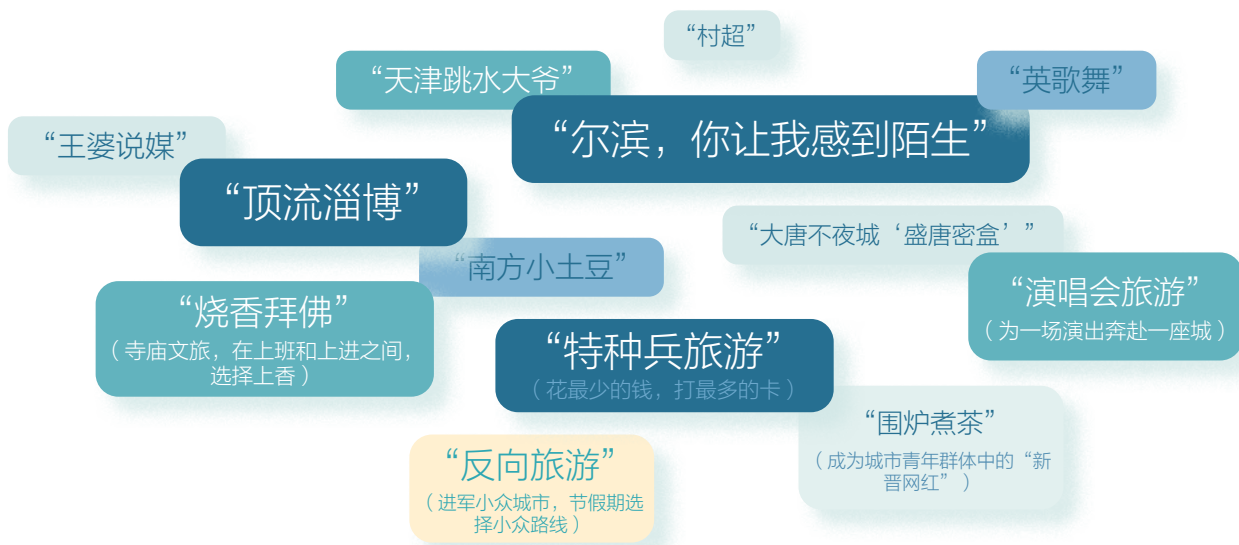 “村超”
“天津跳水大爷”
“英歌舞”
“尔滨，你让我感到陌生”
“王婆说媒”
“顶流淄博”
“大唐不夜城‘盛唐密盒’”
“南方小土豆”
“演唱会旅游”
（为一场演出奔赴一座城）
“烧香拜佛”
（寺庙文旅，在上班和上进之间，
选择上香）
“特种兵旅游”
（花最少的钱，打最多的卡）
“围炉煮茶”
（成为城市青年群体中的“新
晋网红”）
“反向旅游”
（进军小众城市，节假期选
择小众路线）